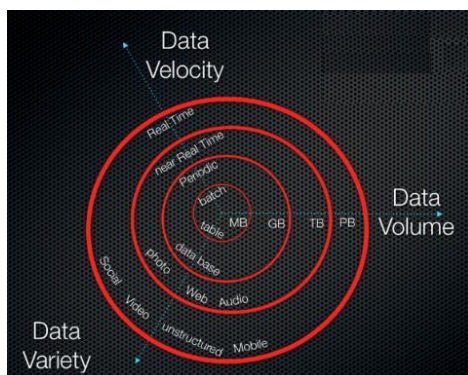 Data
Velocity
Real Time
near Real Time
Periodic
batch
table
MB
GB
TB
PB
Data
Volume
data base
photo
Web
Audio
Social
Video
unstructured
Mobile
Data
Variety